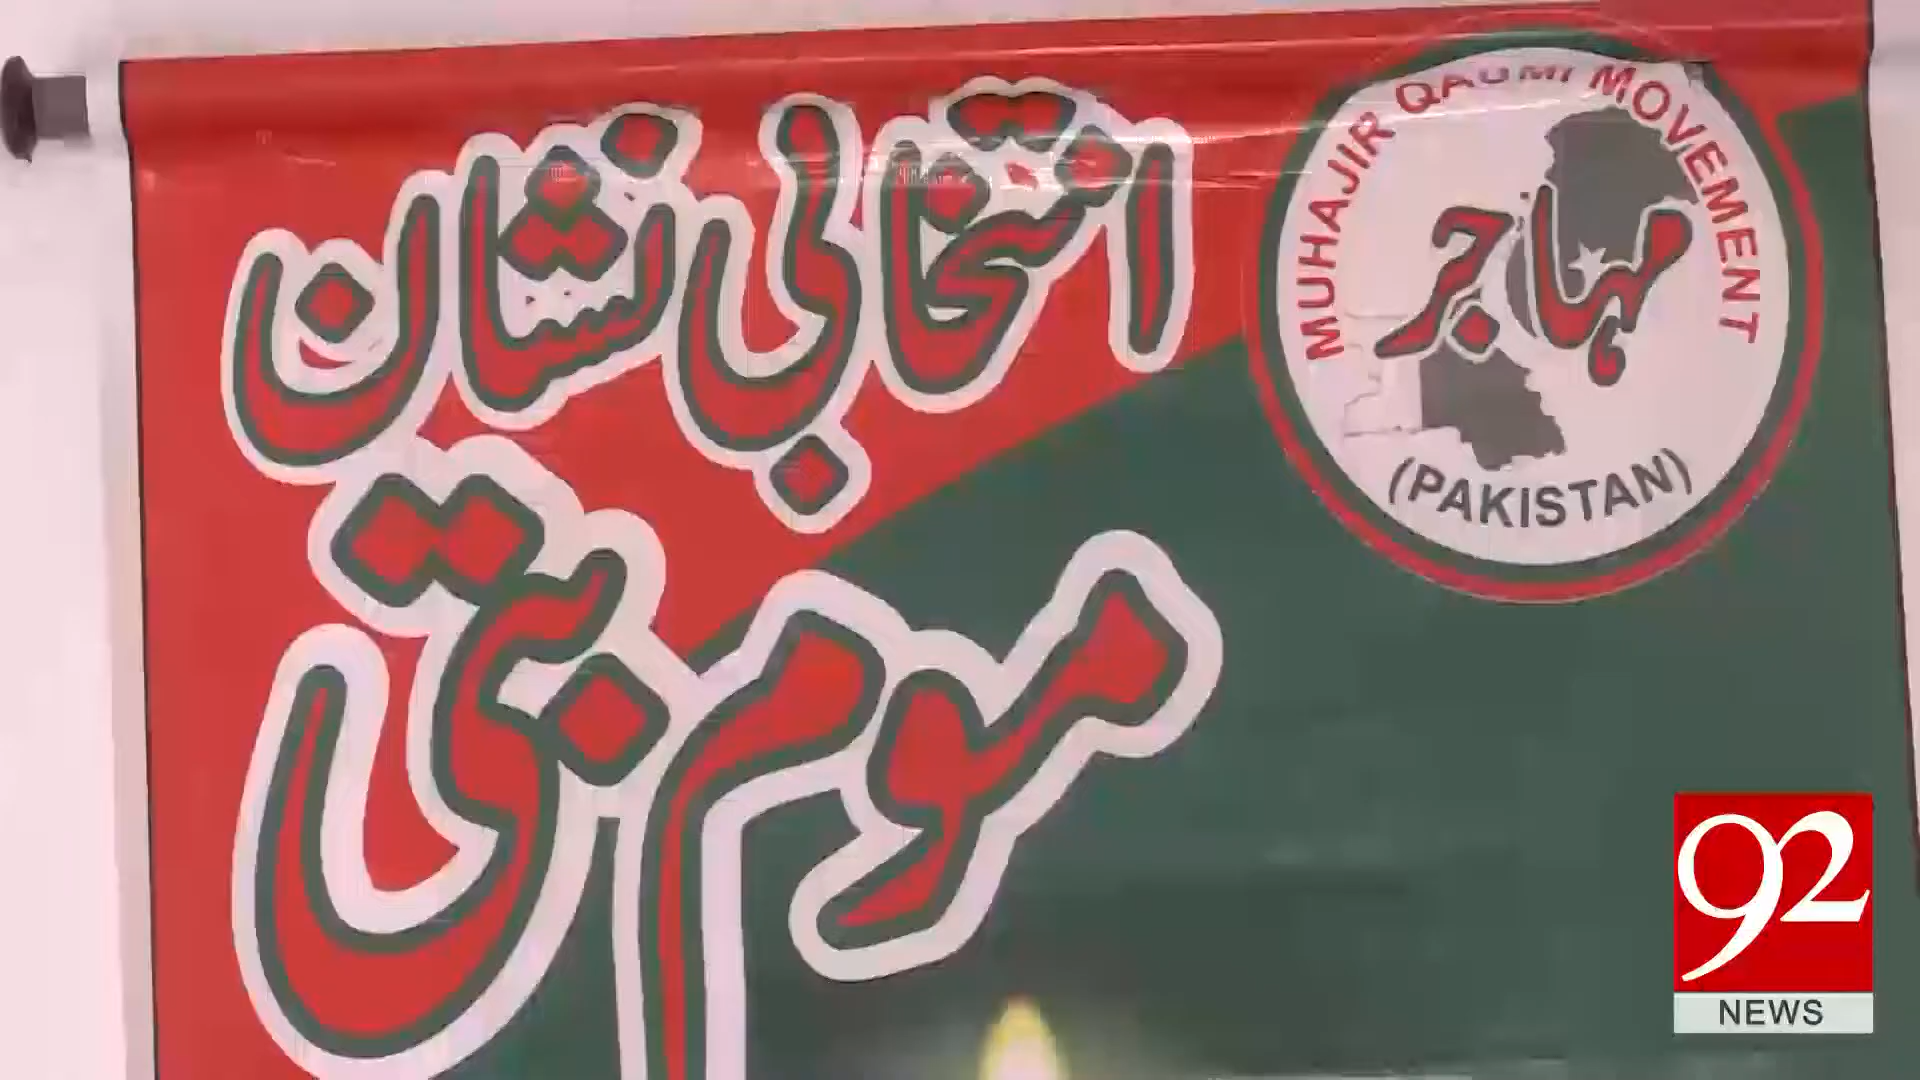 انتخابی نشان
موم بتی
MUHAJIR QAUMI MOVEMENT
مہاجر
(PAKISTAN)
92
NEWS